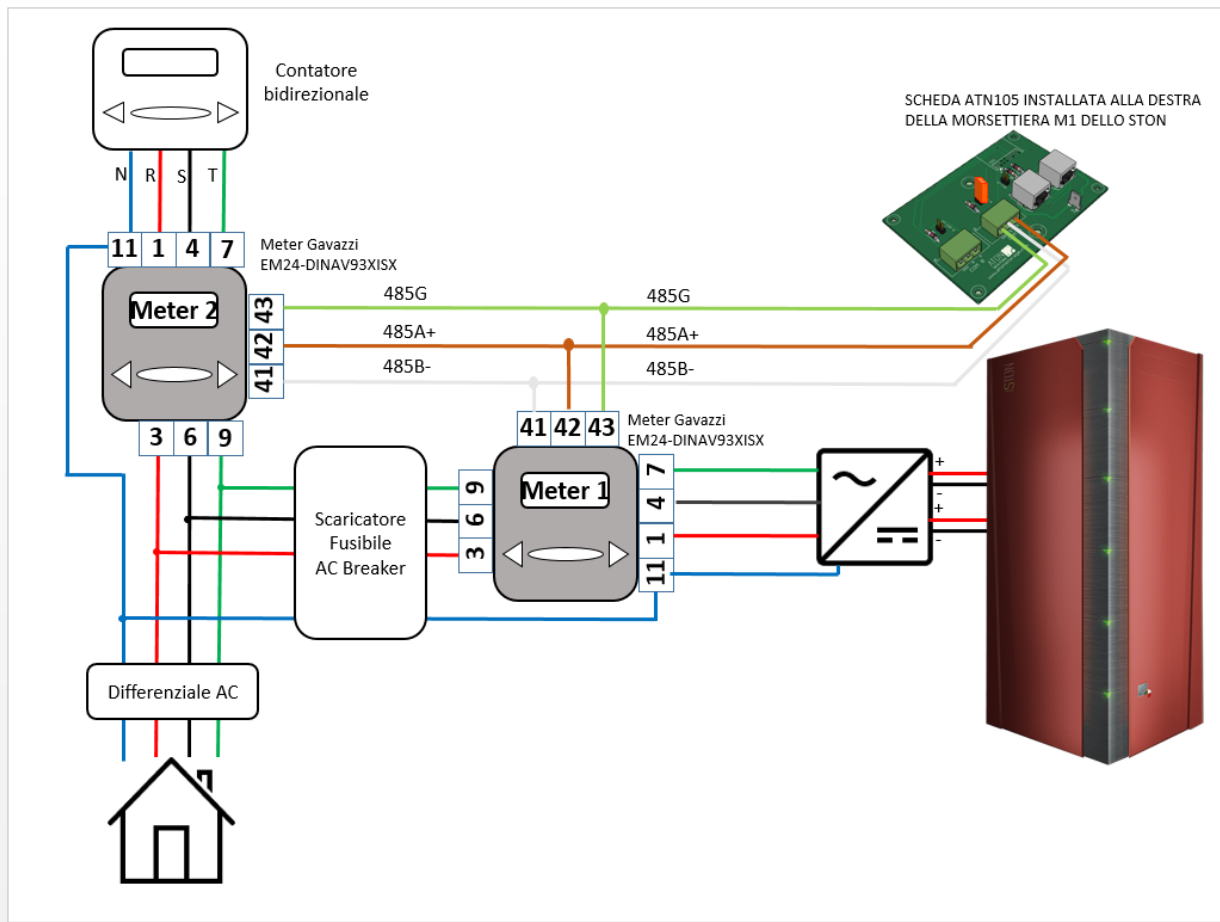 Contatore
bidirezionale
SCHEDA ATN105 INSTALLATA ALLA DESTRA
DELLA MORSETTIERA M1 DELLO STON
N
R
S
T
11
1
4
7
Meter Gavazzi
EM24-DINAV93XISX
Meter 2
43
42
41
485G
485G
485A+
485A+
485B-
485B-
3
6
9
41
42
43
Meter Gavazzi
EM24-DINAV93XISX
Scaricatore
Fusibile
AC Breaker
9
6
3
Meter 1
7
4
1
11
+
-
+
-
STON
Differenziale AC